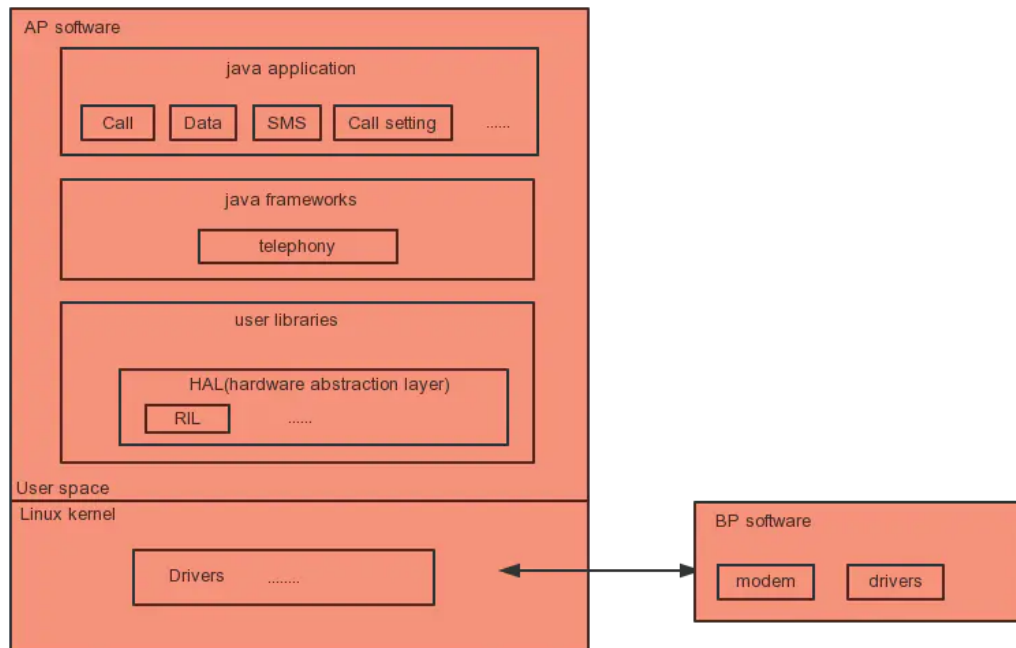 AP software
java application
Call Data SMS Call setting ......
java frameworks
telephony
user libraries
HAL(hardware abstraction layer)
RIL ......
User space
Linux kernel
Drivers ........
BP software
modem drivers